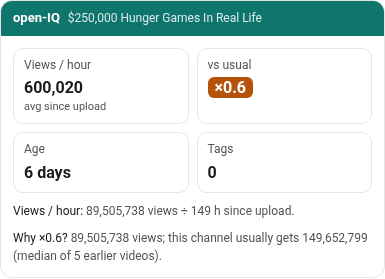 open-IQ $250,000 Hunger Games In Real Life
Views / hour
600,020
avg since upload
vs usual
×0.6
Age
6 days
Tags
0
Views / hour: 89,505,738 views ÷ 149 h since upload.
Why ×0.6? 89,505,738 views; this channel usually gets 149,652,799
(median of 5 earlier videos).